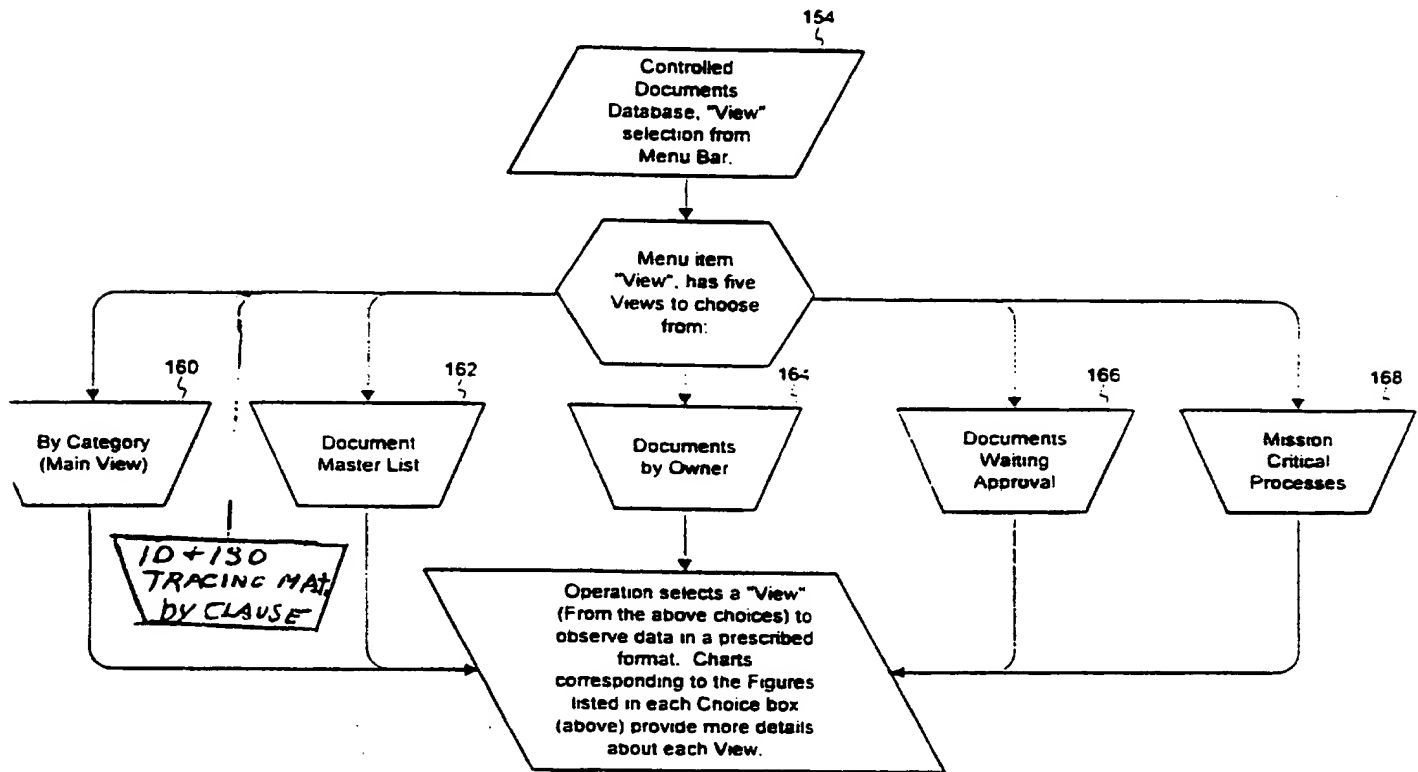 154
Controlled
Documents
Database, "View"
selection from
Menu Bar.
Menu item
"View", has five
Views to choose
from:
160
By Category
(Main View)
162
Document
Master List
164
Documents
by Owner
166
Documents
Waiting
Approval
168
Mission
Critical
Processes
ID + ISO
TRACING MAT.
by CLAUSE
Operation selects a "View"
(From the above choices) to
observe data in a prescribed
format. Charts
corresponding to the Figures
listed in each Choice box
(above) provide more details
about each View.